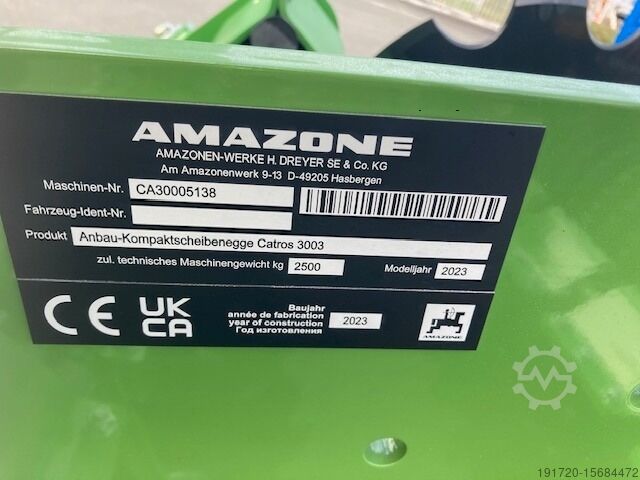 AMAZONE
AMAZONEN-WERKE H. DREYER SE & Co. KG
Am Amazonenwerk 9-13 D-49205 Hasbergen
Maschinen-Nr. CA30005138
Fahrzeug-Ident-Nr.
Produkt Anbau-Kompaktscheibenegge Catros 3003
zul. technisches Maschinengewicht kg 2500 Modelljahr 2023
CE UK CA
Baujahr
année de fabrication
year of construction 2023
Год изготовления
AMAZONE
191720-15684472